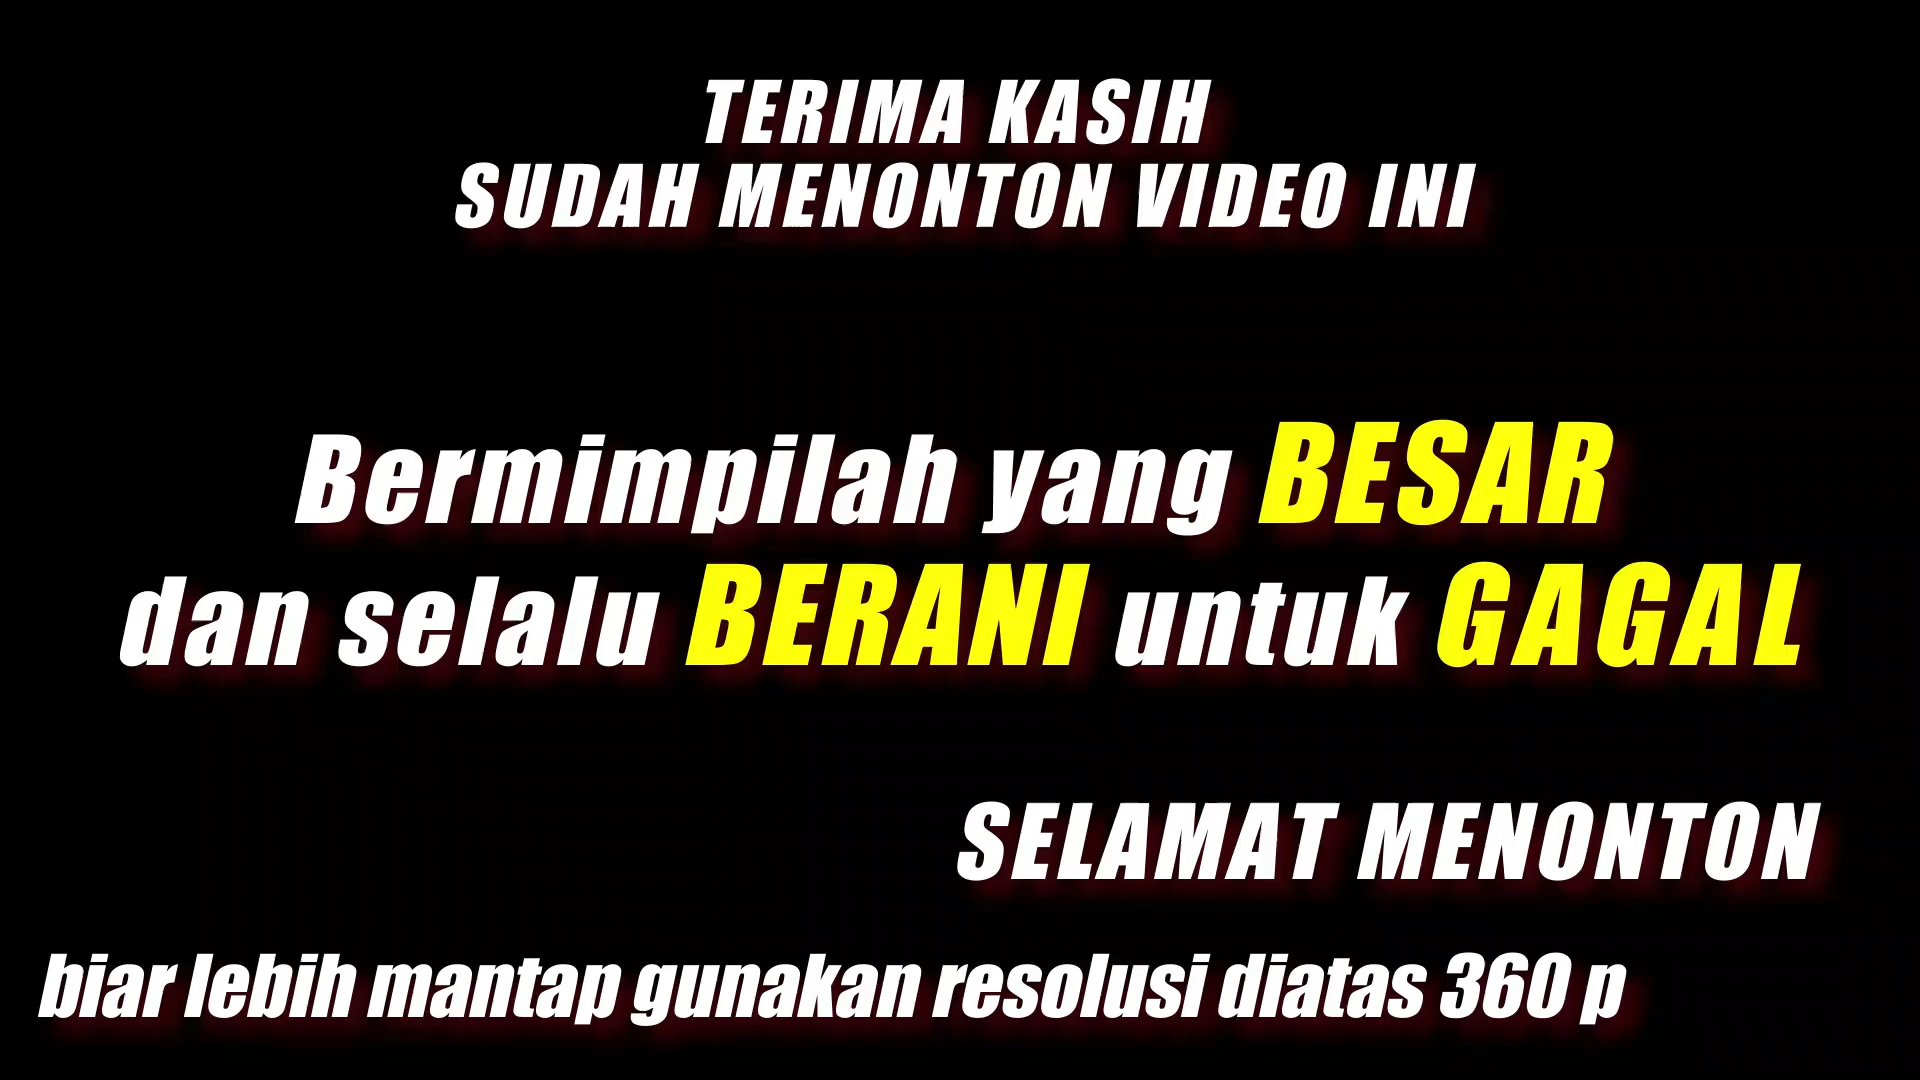 TERIMA KASIH
SUDAH MENONTON VIDEO INI
Bermimpilah yang BESAR
dan selalu BERANI untuk GAGAL
SELAMAT MENONTON
biar lebih mantap gunakan resolusi diatas 360 p